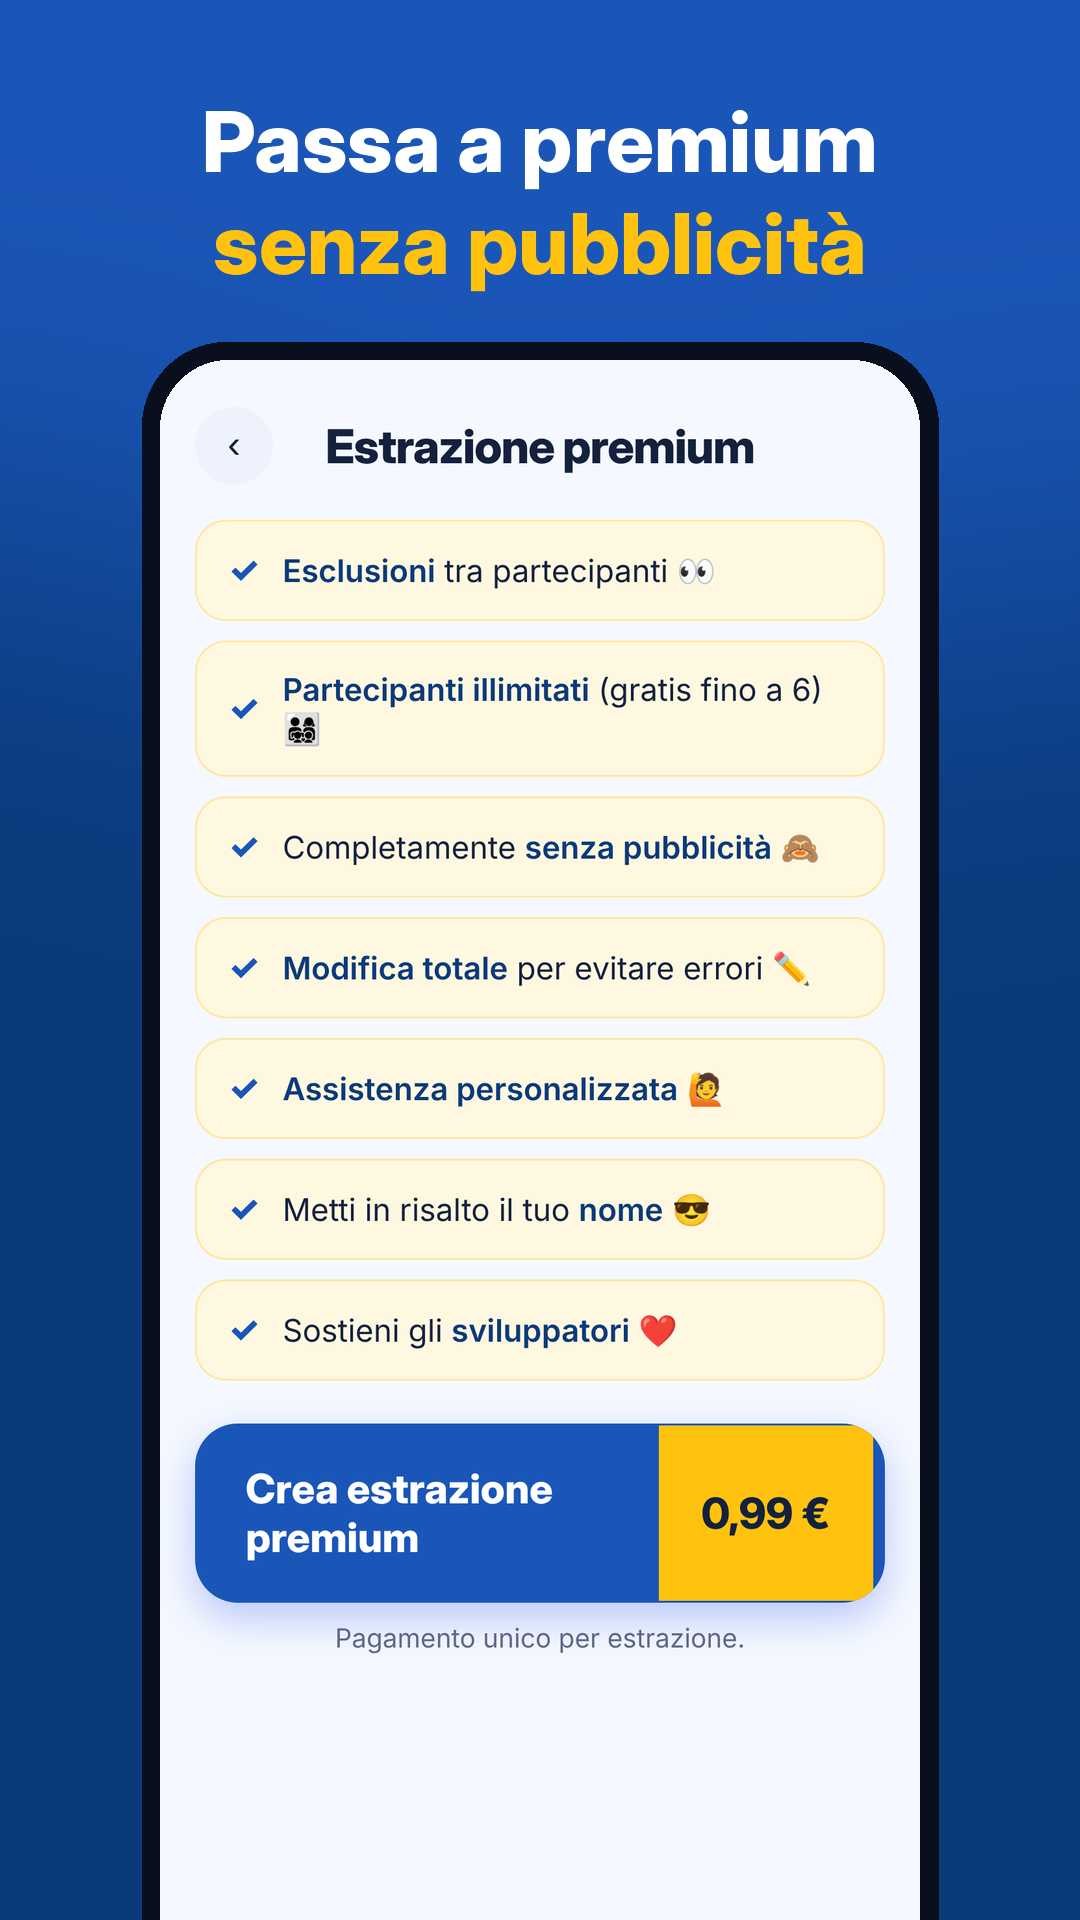 Passa a premium
senza pubblicità
Estrazione premium
Esclusioni tra partecipanti 👀
Partecipanti illimitati (gratis fino a 6)
👨‍👩‍👧‍👦
Completamente senza pubblicità 🙈
Modifica totale per evitare errori ✏️
Assistenza personalizzata 🙋
Metti in risalto il tuo nome 😎
Sostieni gli sviluppatori ❤️
Crea estrazione
premium
0,99 €
Pagamento unico per estrazione.